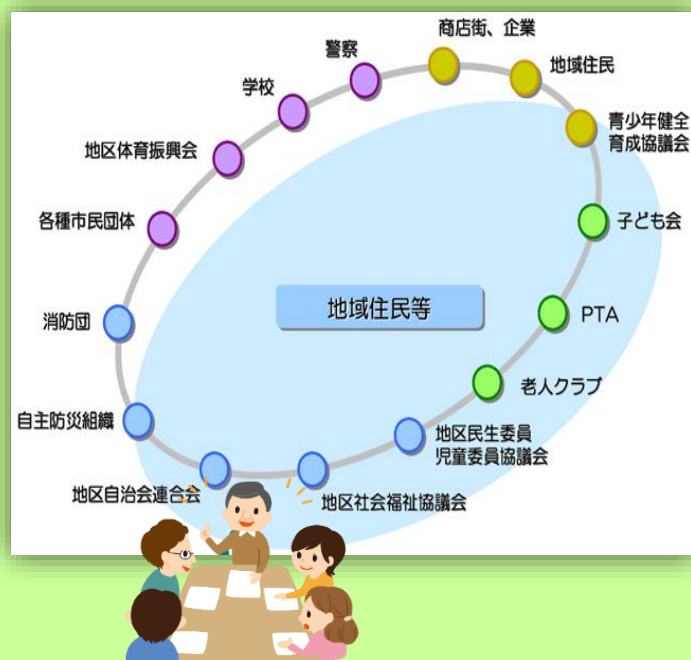 商店街、企業
警察
地域住民
学校
青少年健全
育成協議会
地区体育振興会
各種市民団体
子ども会
地域住民等
消防団
PTA
老人クラブ
自主防災組織
地区民生委員
児童委員協議会
地区自治会連合会
地区社会福祉協議会